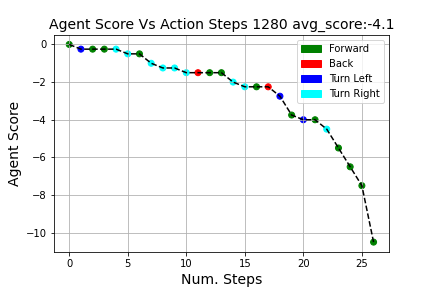 Agent Score Vs Action Steps 1280 avg_score:-4.1
Agent Score
0
−2
−4
−6
−8
−10
Forward
Back
Turn Left
Turn Right
0 5 10 15 20 25
Num. Steps